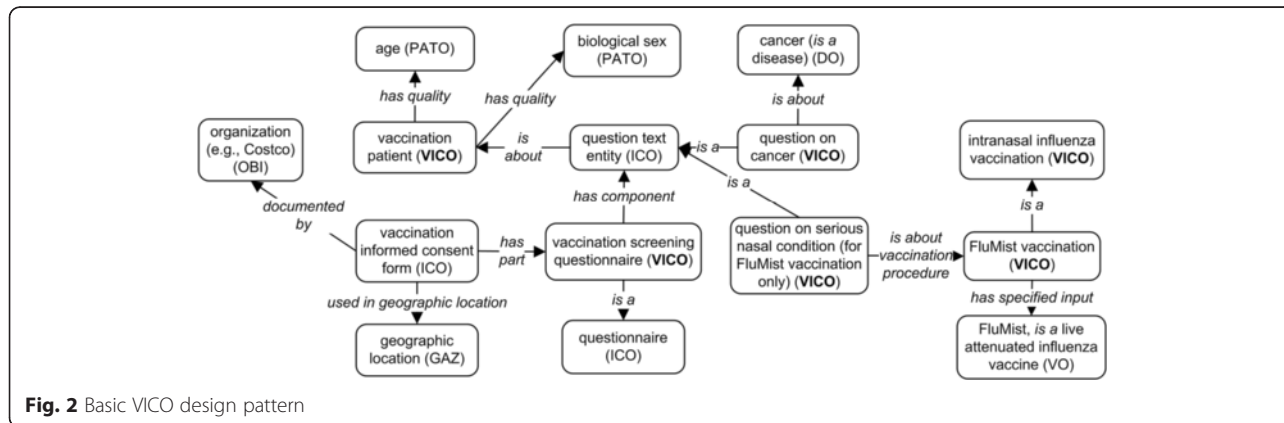 age (PATO)
biological sex
(PATO)
cancer (is a
disease) (DO)
has quality
has quality
is about
organization
(e.g., Costco)
(OBI)
vaccination
patient (VICO)
is
about
question text
entity (ICO)
is a
question on
cancer (VICO)
intranasal influenza
vaccination (VICO)
is a
documented
by
has component
is a
vaccination
informed consent
form (ICO)
has
part
vaccination screening
questionnaire (VICO)
question on serious
nasal condition (for
FluMist vaccination
only) (VICO)
is about
vaccination
procedure
FluMist vaccination
(VICO)
used in geographic location
is a
has specified input
geographic
location (GAZ)
questionnaire
(ICO)
FluMist, is a live
attenuated influenza
vaccine (VO)
Fig. 2 Basic VICO design pattern